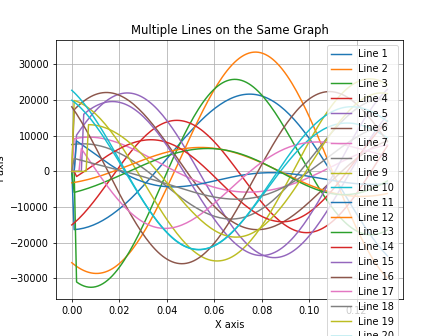 Multiple Lines on the Same Graph
30000
20000
10000
0
−10000
−20000
−30000
0.00
0.02
0.04
0.06
0.08
0.10
X axis
axis
Line 1
Line 2
Line 3
Line 4
Line 5
Line 6
Line 7
Line 8
Line 9
Line 10
Line 11
Line 12
Line 13
Line 14
Line 15
Line 16
Line 17
Line 18
Line 19
Line 20